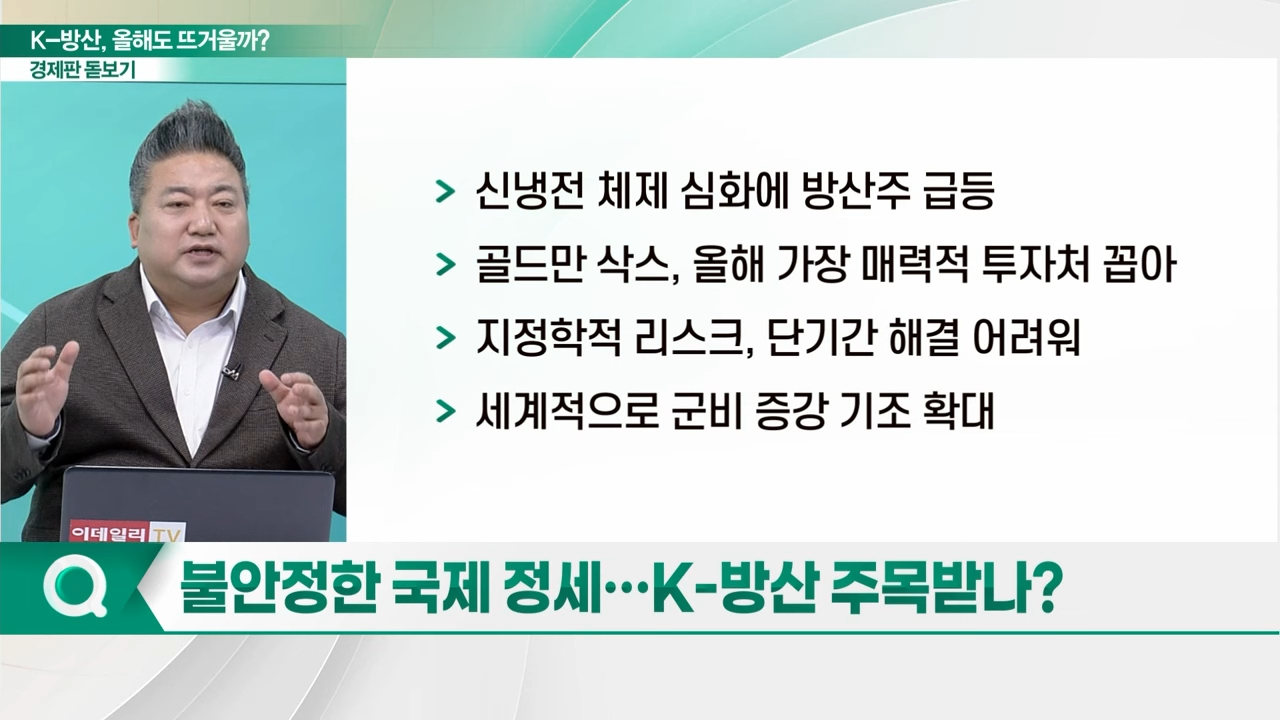 K-방산, 올해도 뜨거울까?
경제판 돋보기
> 신냉전 체제 심화에 방산주 급등
> 골드만 삭스, 올해 가장 매력적 투자처 꼽아
> 지정학적 리스크, 단기간 해결 어려워
> 세계적으로 군비 증강 기조 확대
이데일리 TV
불안정한 국제 정세…K-방산 주목받나?